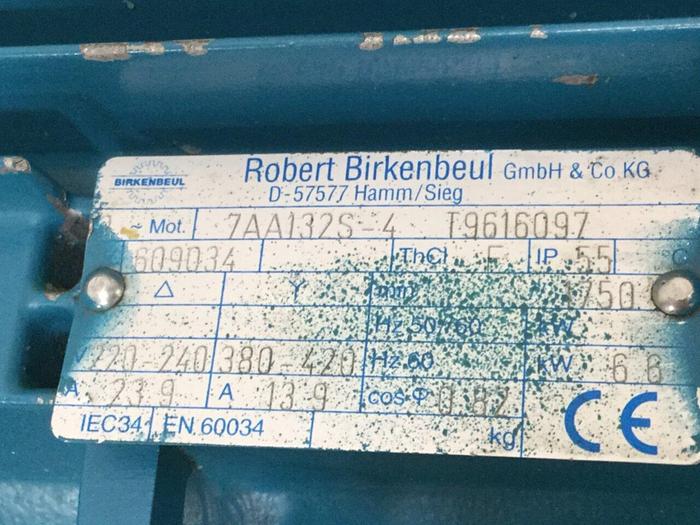 BIRKENBEUL
Robert Birkenbeul GmbH & Co KG
D-57577 Hamm/Sieg
~ Mot. 7AA132S-4 T9616097
609034 ThCl F IP 55 °C
△ Y /min 1750
Hz 50/60 kW
V 220-240 380-420 Hz 60 kW 6 6
A 23.9 A 13.9 cos φ 0.82
IEC34 EN 60034 kg CE